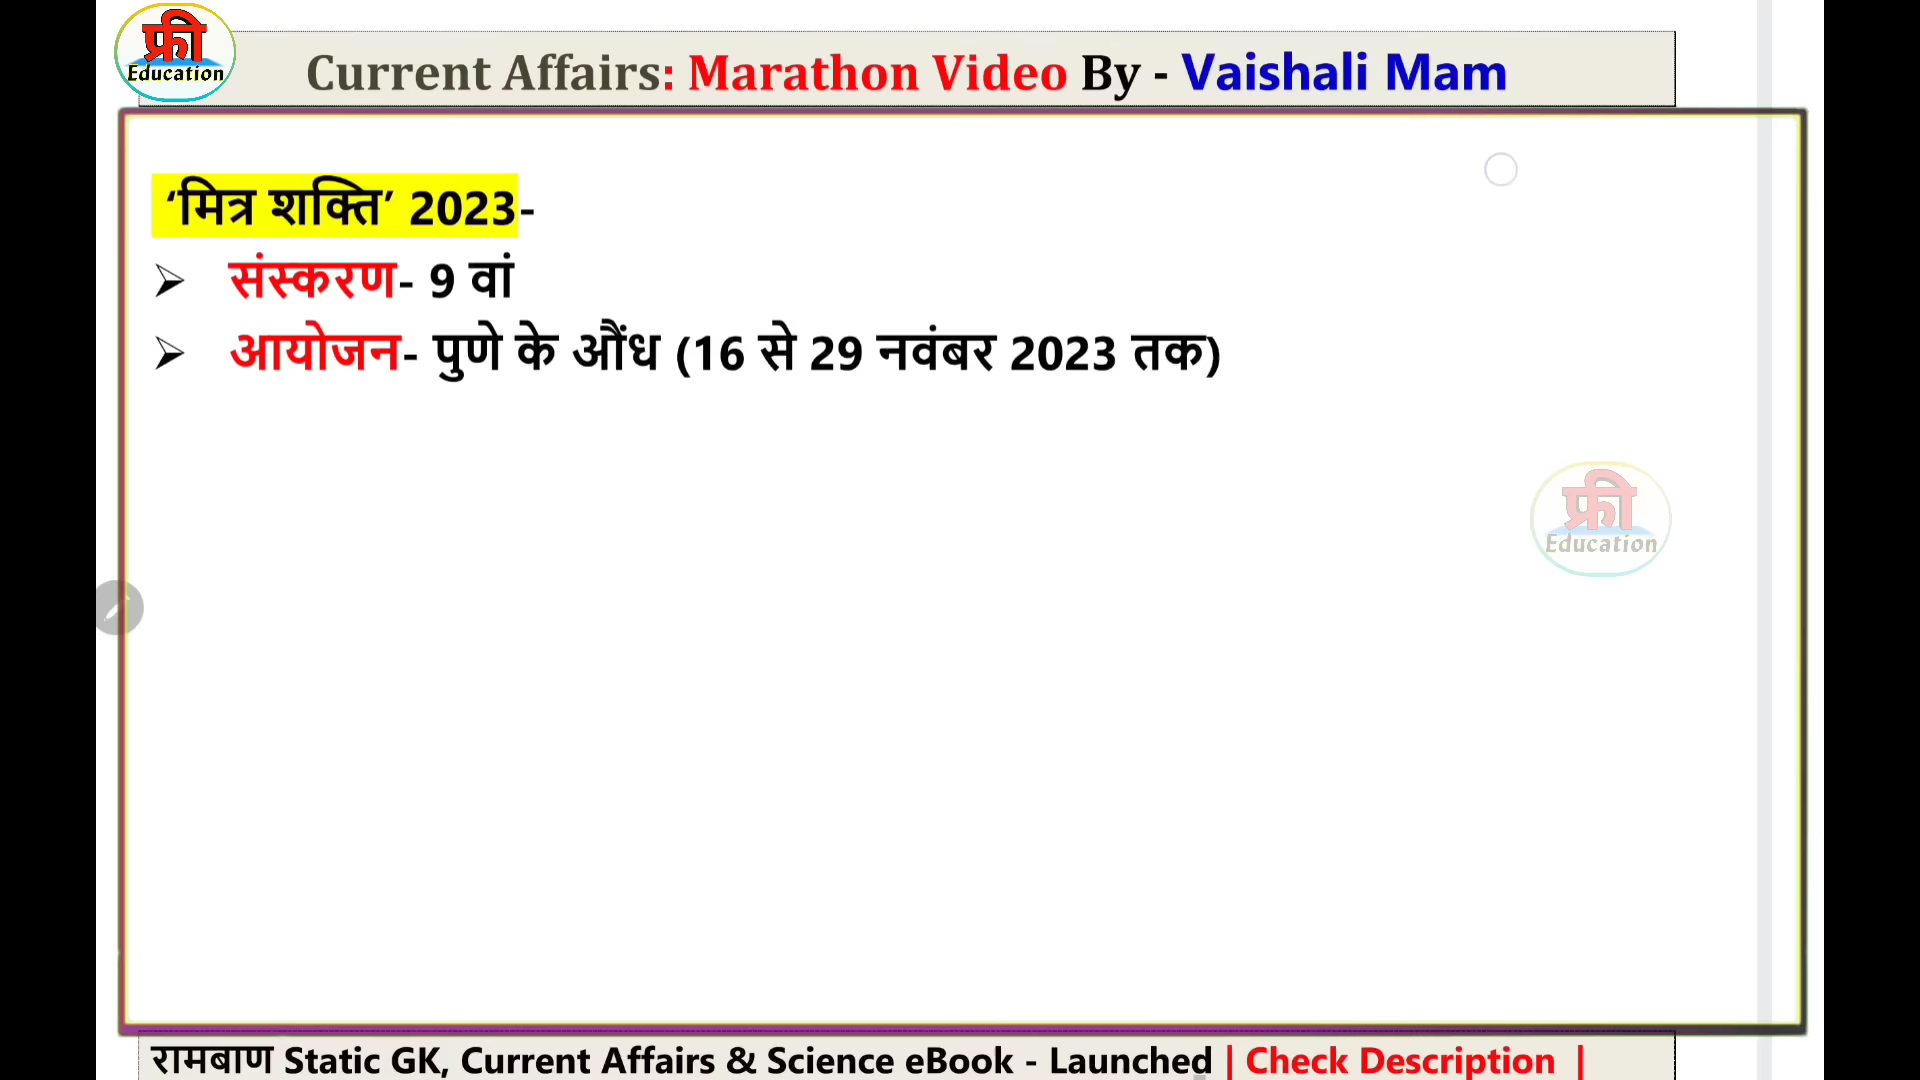 फ्री
Education
Current Affairs: Marathon Video By - Vaishali Mam
‘मित्र शक्ति’ 2023-
➢ संस्करण- 9 वां
➢ आयोजन- पुणे के औंध (16 से 29 नवंबर 2023 तक)
फ्री
Education
रामबाण Static GK, Current Affairs & Science eBook - Launched | Check Description |